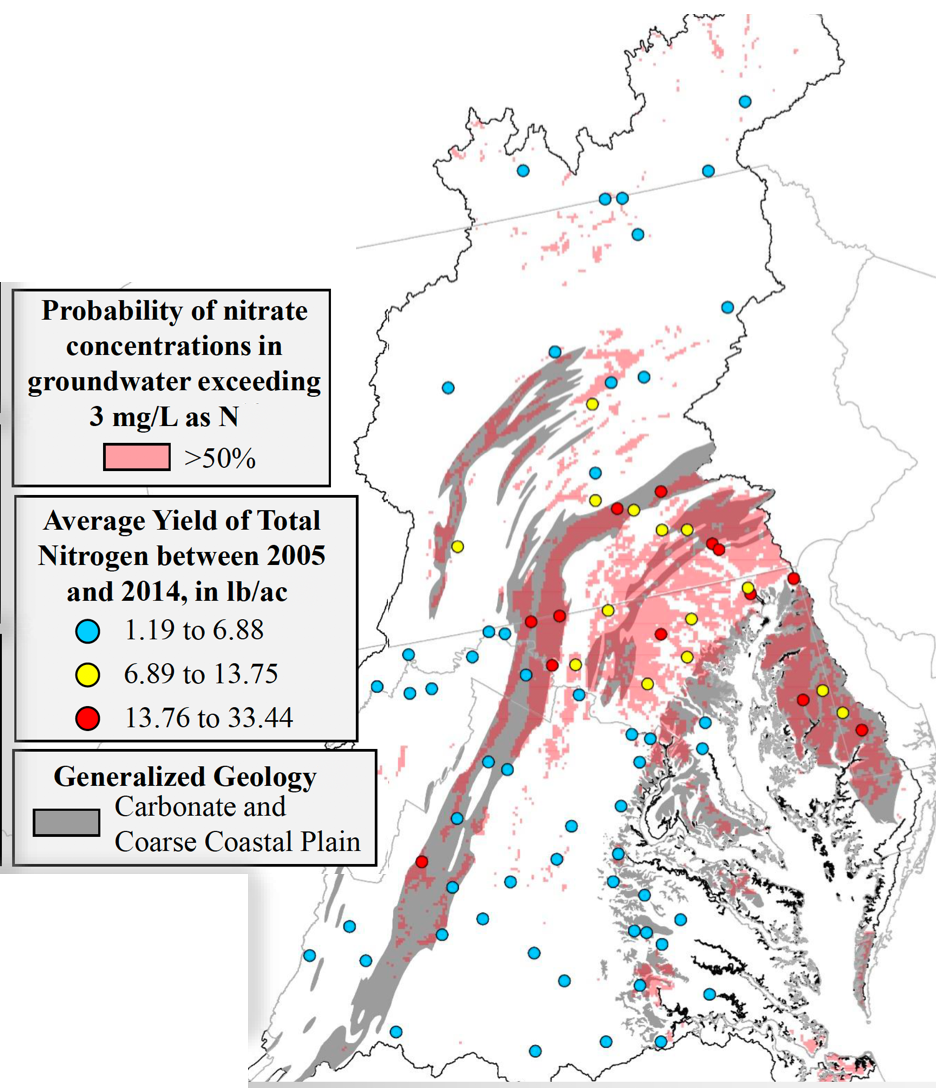 Probability of nitrate
concentrations in
groundwater exceeding
3 mg/L as N
>50%
Average Yield of Total
Nitrogen between 2005
and 2014, in lb/ac
1.19 to 6.88
6.89 to 13.75
13.76 to 33.44
Generalized Geology
Carbonate and
Coarse Coastal Plain